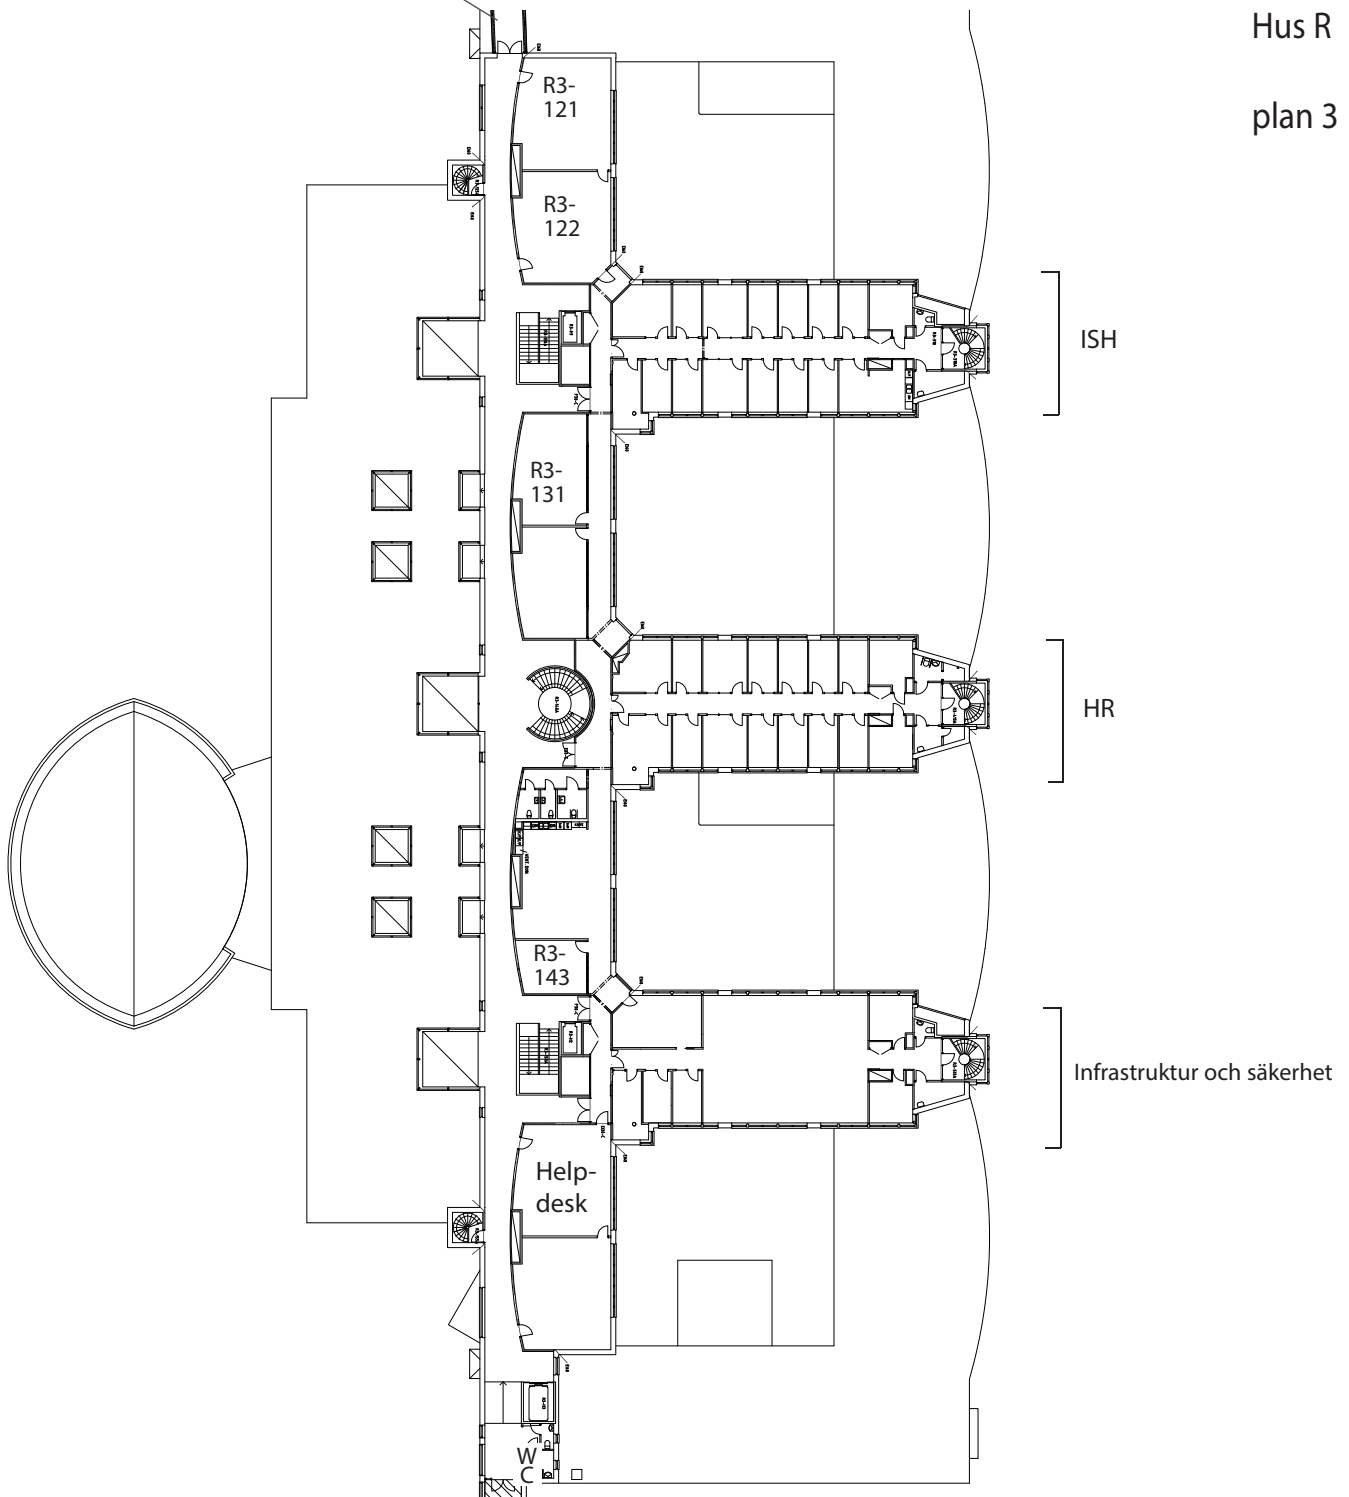 Hus R
plan 3
R3-
121
R3-
122
ISH
R3-
131
HR
R3-
143
Infrastruktur och säkerhet
Help-
desk
W
C